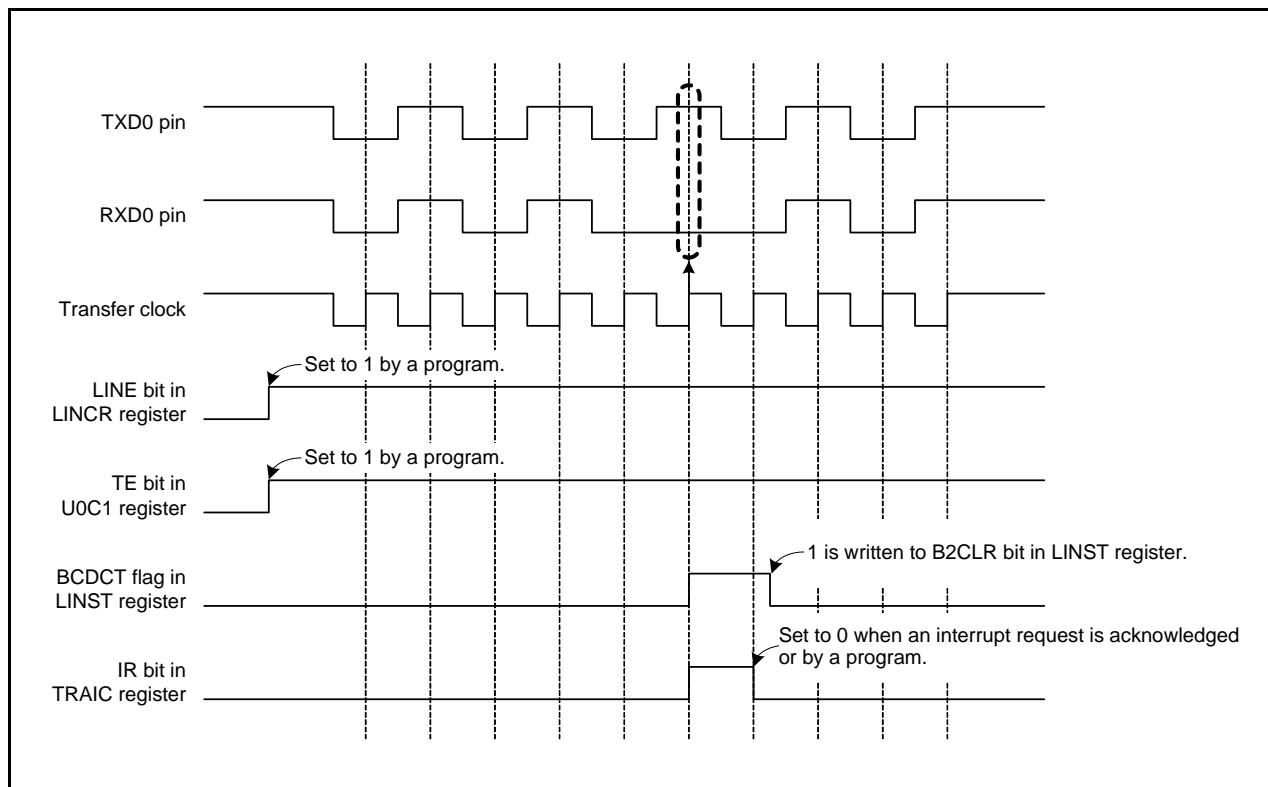 TXD0 pin
RXD0 pin
Transfer clock
Set to 1 by a program.
LINE bit in
LINCR register
Set to 1 by a program.
TE bit in
U0C1 register
1 is written to B2CLR bit in LINST register.
BCDCT flag in
LINST register
Set to 0 when an interrupt request is acknowledged
or by a program.
IR bit in
TRAIC register